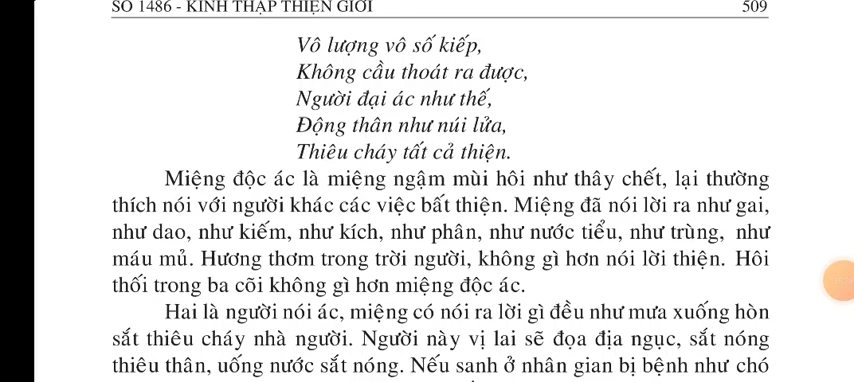 SỐ 1486 - KINH THẬP THIỆN GIỚI 509
Vô lượng vô số kiếp,
Không cầu thoát ra được,
Người đại ác như thế,
Động thân như núi lửa,
Thiêu cháy tất cả thiện.
Miệng độc ác là miệng ngậm mùi hôi như thây chết, lại thường
thích nói với người khác các việc bất thiện. Miệng đã nói lời ra như gai,
như dao, như kiếm, như kích, như phân, như nước tiểu, như trùng, như
máu mủ. Hương thơm trong trời người, không gì hơn nói lời thiện. Hôi
thối trong ba cõi không gì hơn miệng độc ác.
Hai là người nói ác, miệng có nói ra lời gì đều như mưa xuống hòn
sắt thiêu cháy nhà người. Người này vị lai sẽ đọa địa ngục, sắt nóng
thiêu thân, uống nước sắt nóng. Nếu sanh ở nhân gian bị bệnh như chó